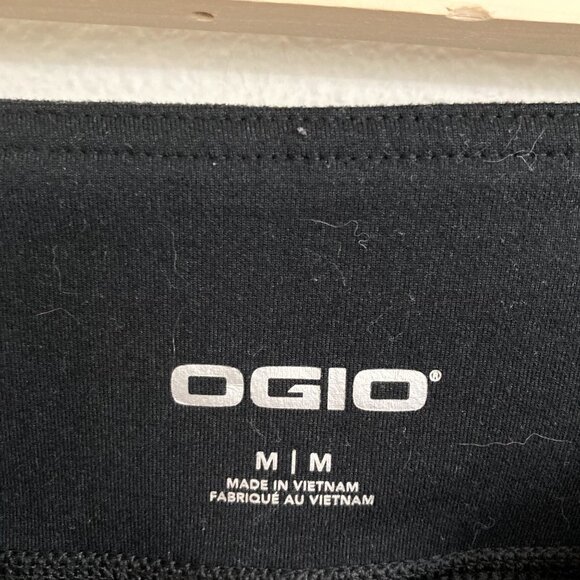 OGIO®
M | M
MADE IN VIETNAM
FABRIQUÉ AU VIETNAM